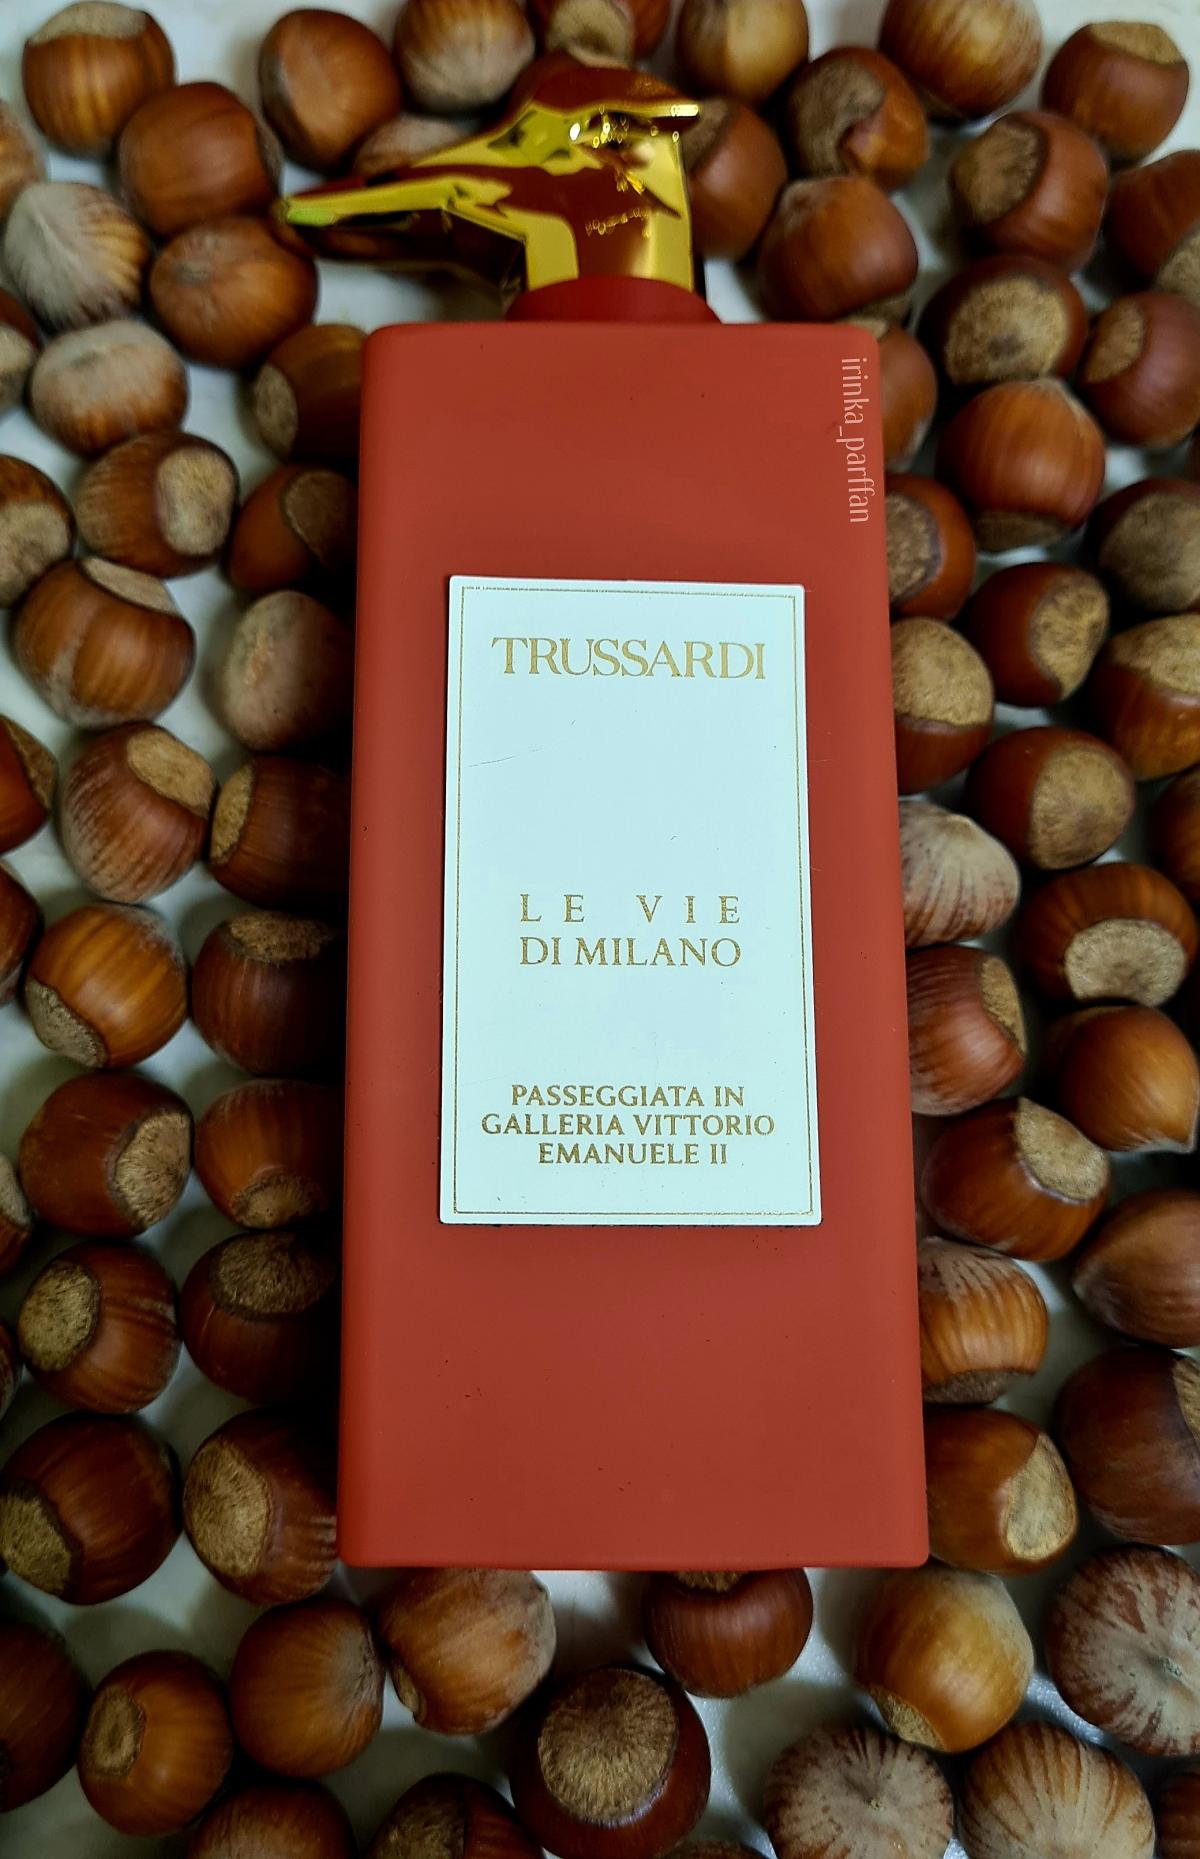 irinka_parffan
TRUSSARDI
LE VIE
DI MILANO
PASSEGGIATA IN
GALLERIA VITTORIO
EMANUELE II